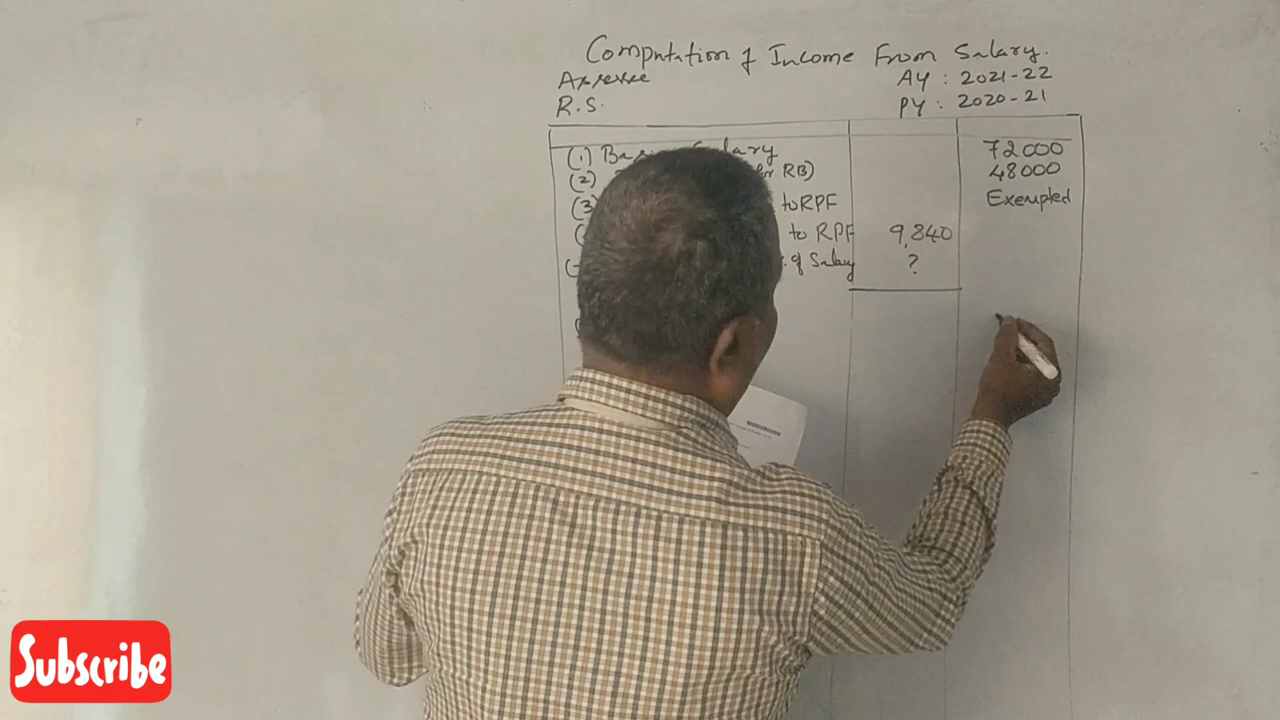 Computation of Income From Salary.
Assessee AY : 2021-22
R.S. PY : 2020-21
(1) Basic Salary 72000
(2) RB) 48000
(3) to RPF Exempted
to RPF 9,840
of Salary ?
Subscribe